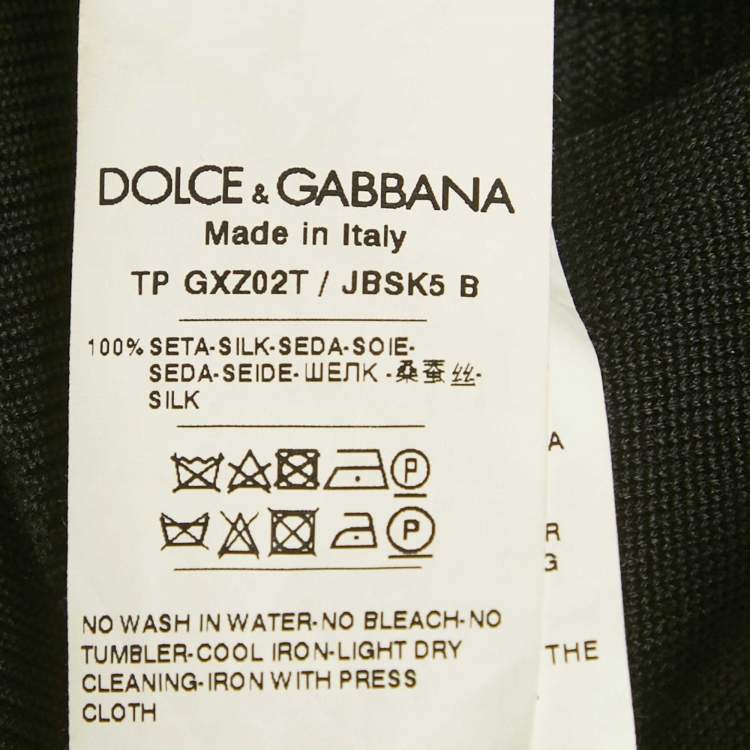 DOLCE & GABBANA
Made in Italy
TP GXZ02T / JBSK5 B
100% SETA-SILK-SEDA-SOIE-
SEDA-SEIDE-ШЕЛК -桑蚕丝-
SILK
P
P
NO WASH IN WATER-NO BLEACH-NO
TUMBLER-COOL IRON-LIGHT DRY
CLEANING-IRON WITH PRESS
CLOTH
A
R
G
THE